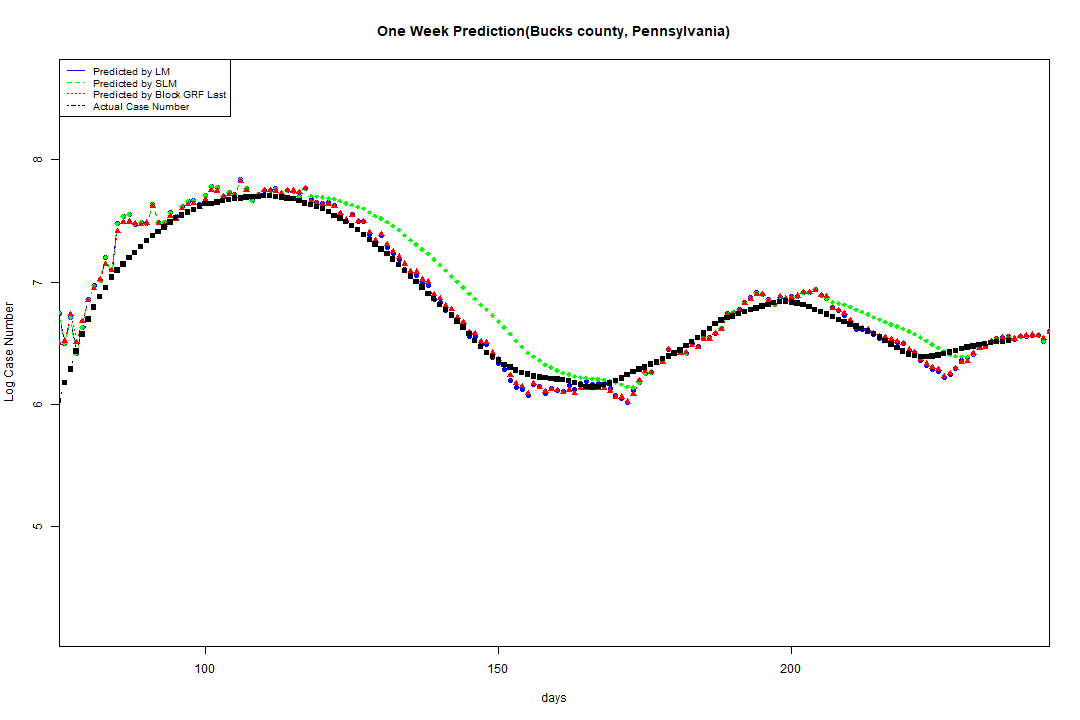 One Week Prediction(Bucks county, Pennsylvania)
Predicted by LM
Predicted by SLM
Predicted by Block GRF Last
Actual Case Number
Log Case Number
8
7
6
5
100
150
200
days